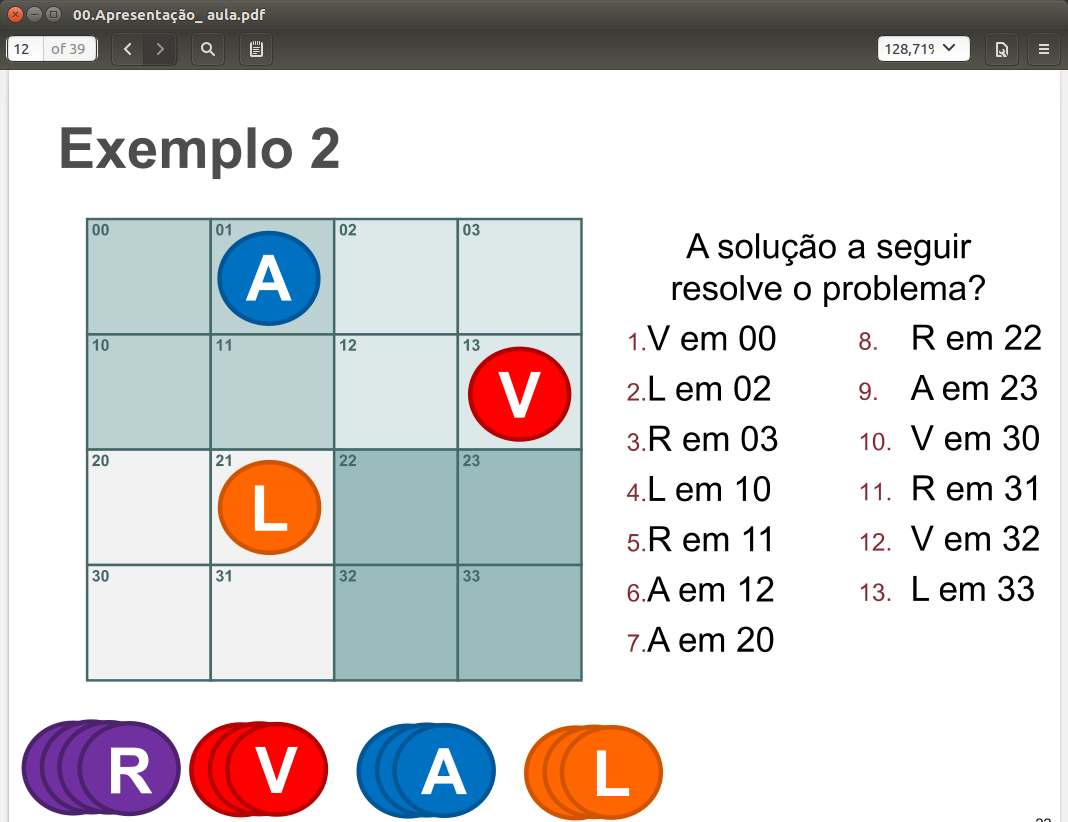 00.Apresentação_ aula.pdf
12 of 39
128,71%
Exemplo 2
00 01 02 03
A
10 11 12 13
V
20 21 22 23
L
30 31 32 33
A solução a seguir
resolve o problema?
1.V em 00
2.L em 02
3.R em 03
4.L em 10
5.R em 11
6.A em 12
7.A em 20
8. R em 22
9. A em 23
10. V em 30
11. R em 31
12. V em 32
13. L em 33
R V A L